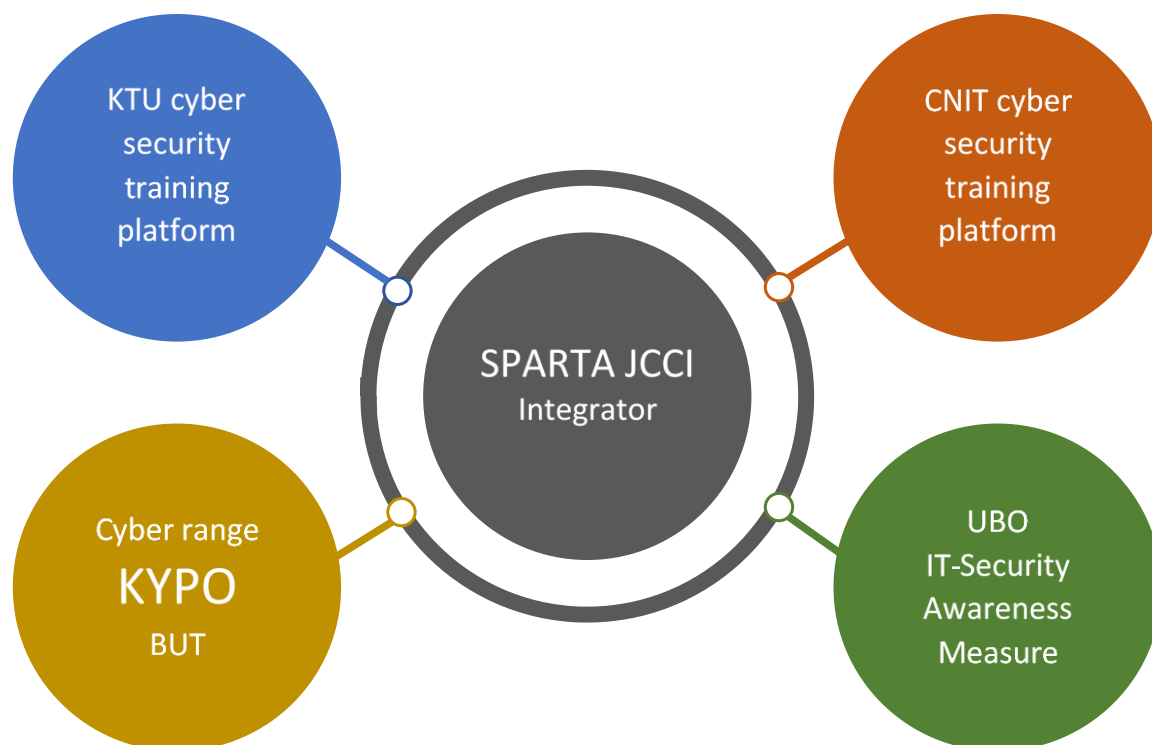 KTU cyber
security
training
platform
CNIT cyber
security
training
platform
SPARTA JCCI
Integrator
Cyber range
KYPO
BUT
UBO
IT-Security
Awareness
Measure